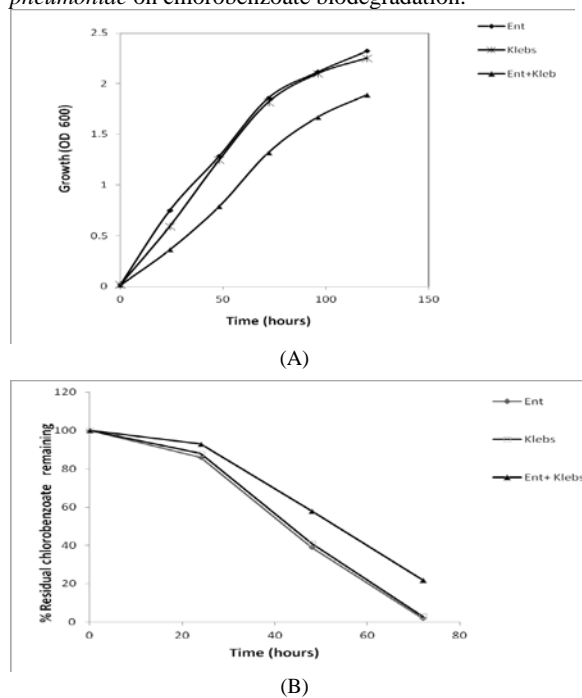 pneumoniae on chlorobenzoate biodegradation.
2.5
2
1.5
1
0.5
0
Growth (OD 600)
0
50
100
150
Time (hours)
Ent
Klebs
Ent+Kleb
(A)
120
100
80
60
40
20
0
% Residual chlorobenzoate remaining
0
20
40
60
80
Time (hours)
Ent
Klebs
Ent+ Klebs
(B)